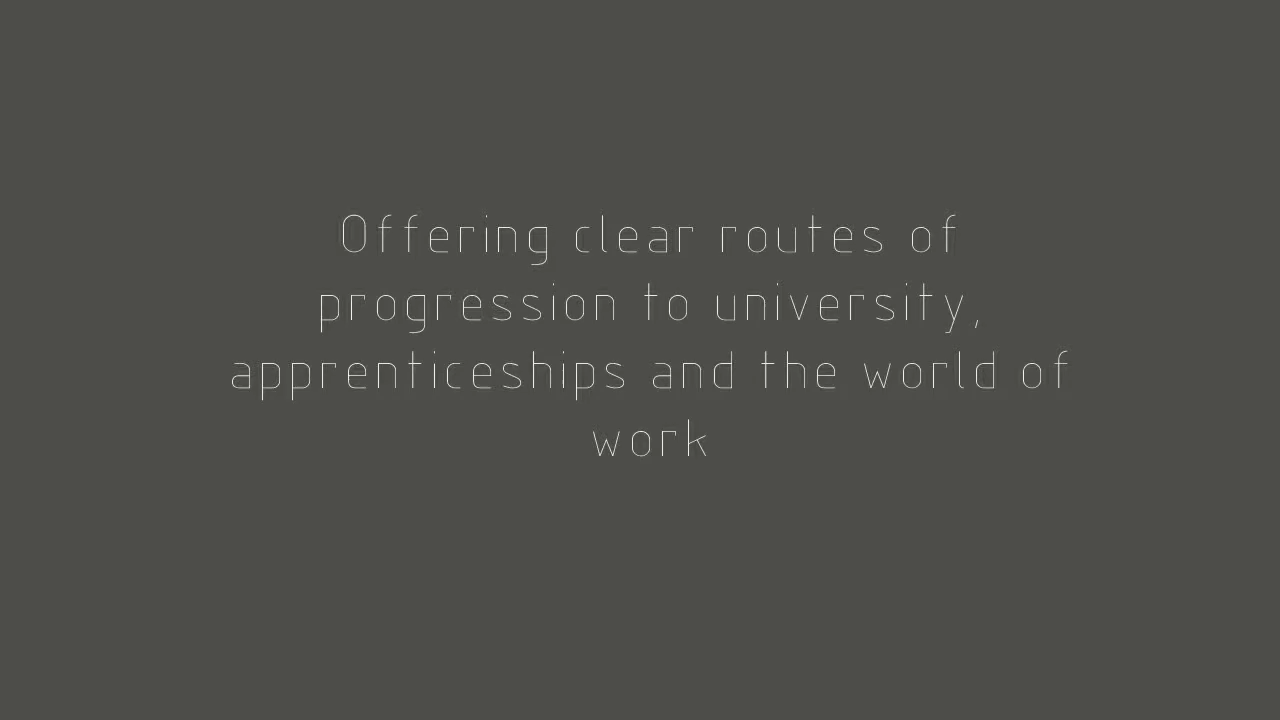 Offering clear routes of
progression to university,
apprenticeships and the world of
work